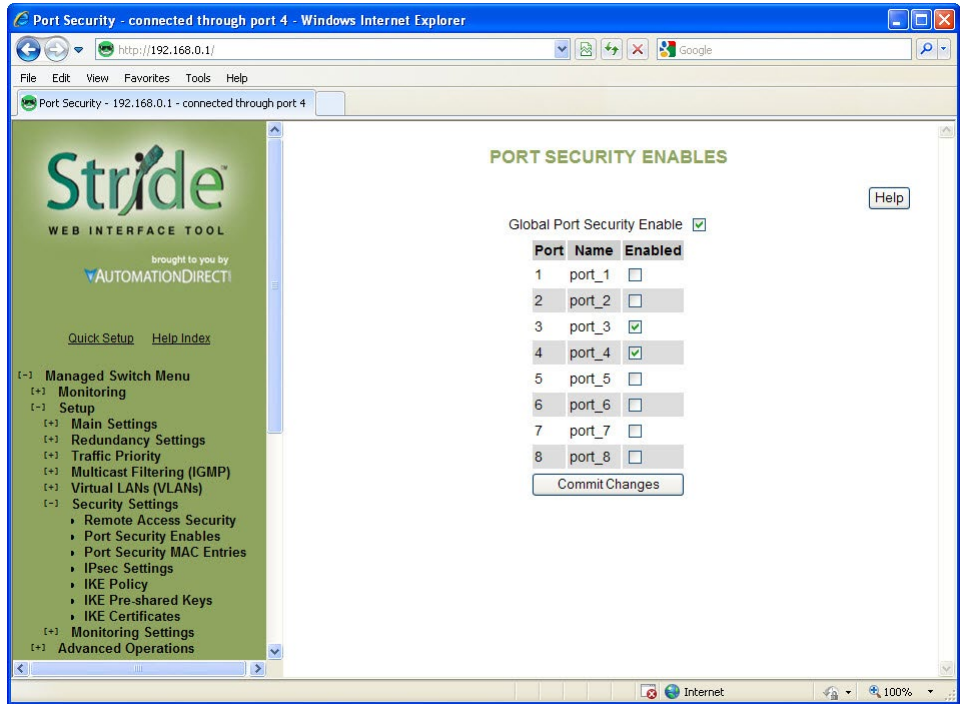 Port Security - connected through port 4 - Windows Internet Explorer
http://192.168.0.1/
Google
File Edit View Favorites Tools Help
Port Security - 192.168.0.1 - connected through port 4
Stride™
WEB INTERFACE TOOL
brought to you by
AUTOMATIONDIRECT
Quick Setup Help Index
[-] Managed Switch Menu
[+] Monitoring
[-] Setup
[+] Main Settings
[+] Redundancy Settings
[+] Traffic Priority
[+] Multicast Filtering (IGMP)
[+] Virtual LANs (VLANs)
[-] Security Settings
Remote Access Security
Port Security Enables
Port Security MAC Entries
IPsec Settings
IKE Policy
IKE Pre-shared Keys
IKE Certificates
[+] Monitoring Settings
[+] Advanced Operations
PORT SECURITY ENABLES
Help
Global Port Security Enable
Port Name Enabled
1 port_1
2 port_2
3 port_3
4 port_4
5 port_5
6 port_6
7 port_7
8 port_8
Commit Changes
Internet
100%